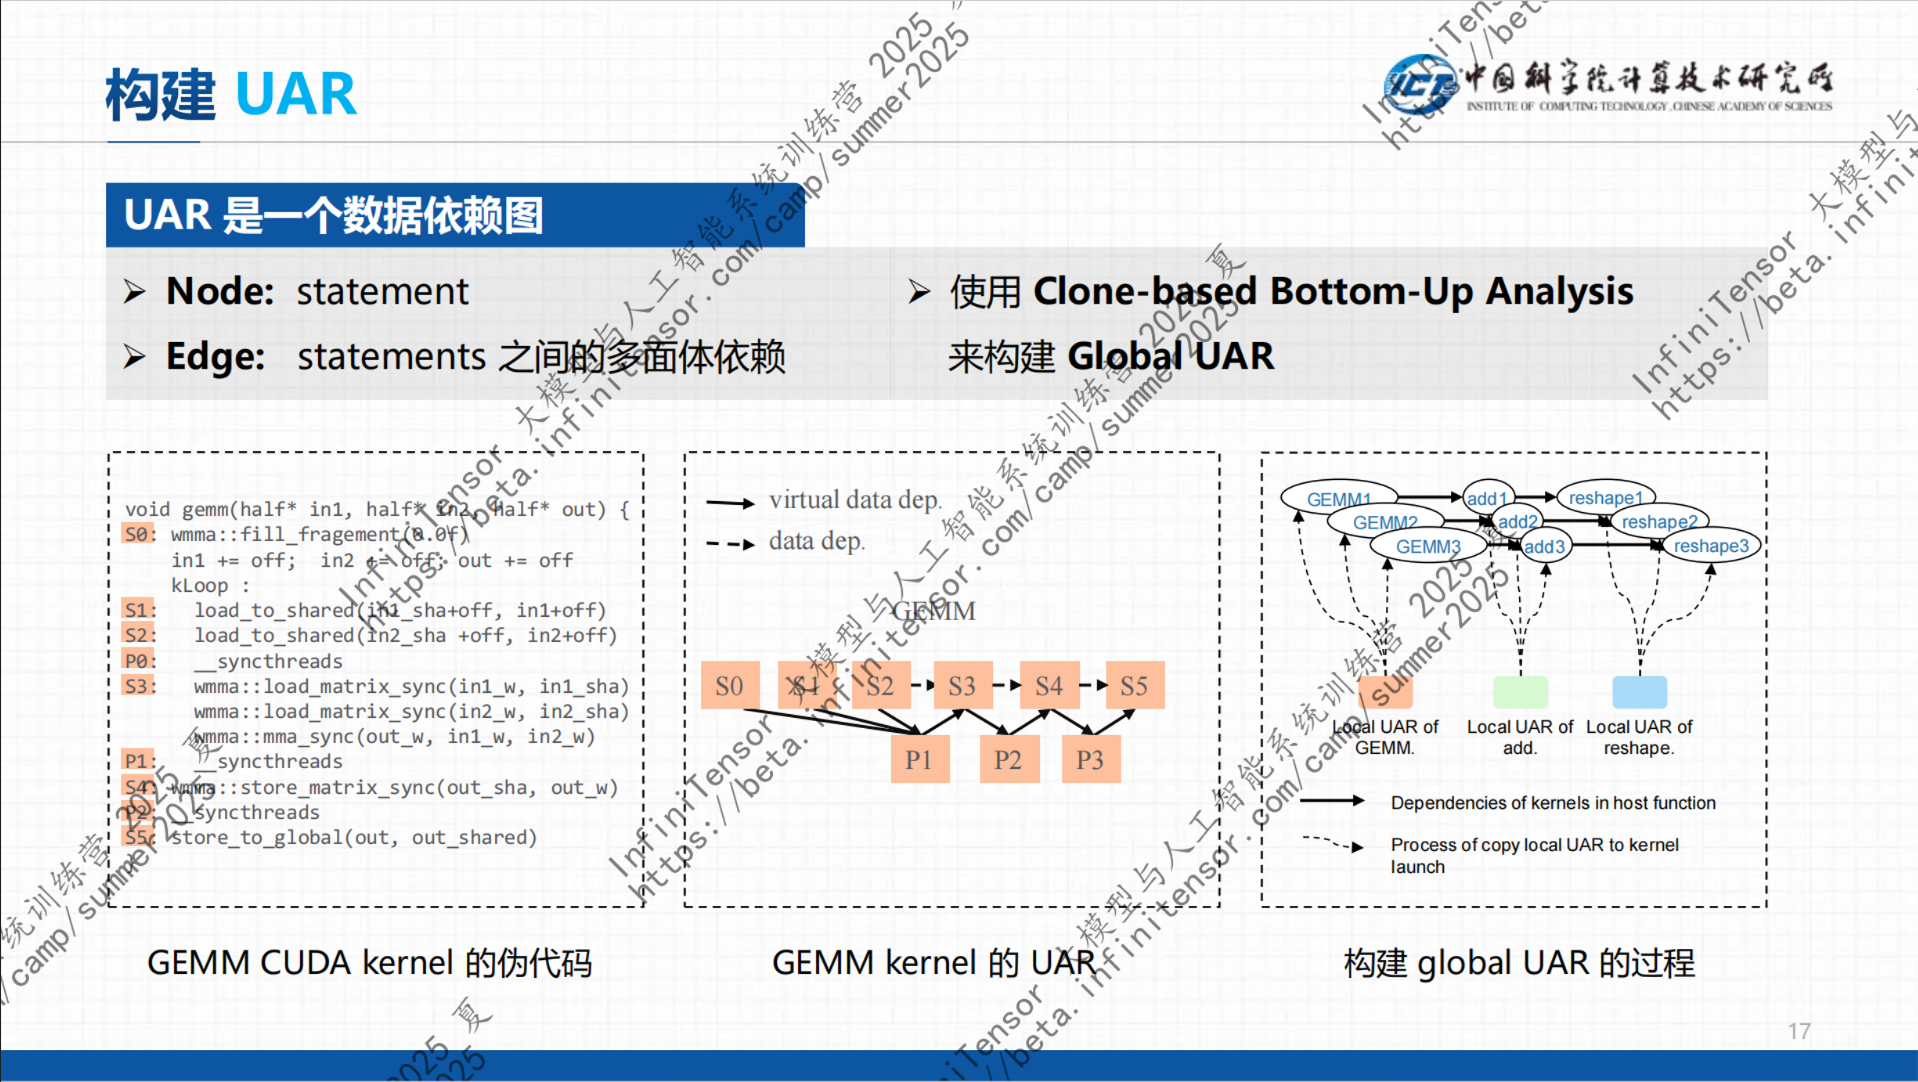 构建 UAR
中国科学院计算技术研究所
INSTITUTE OF COMPUTING TECHNOLOGY, CHINESE ACADEMY OF SCIENCES
UAR 是一个数据依赖图
Node: statement
Edge: statements 之间的多面体依赖
使用 Clone-based Bottom-Up Analysis
来构建 Global UAR
void gemm(half* in1, half* in2, half* out) {
S0: wmma::fill_fragement(0.0f)
in1 += off; in2 += off; out += off
kLoop :
S1: load_to_shared(in1_sha+off, in1+off)
S2: load_to_shared(in2_sha +off, in2+off)
P0: __syncthreads
S3: wmma::load_matrix_sync(in1_w, in1_sha)
wmma::load_matrix_sync(in2_w, in2_sha)
wmma::mma_sync(out_w, in1_w, in2_w)
P1: __syncthreads
S4: wmma::store_matrix_sync(out_sha, out_w)
P2: __syncthreads
S5: store_to_global(out, out_shared)
GEMM CUDA kernel 的伪代码
virtual data dep.
data dep.
GEMM
S0 S1 S2 S3 S4 S5
P1 P2 P3
GEMM kernel 的 UAR
GEMM1 add1 reshape1
GEMM2 add2 reshape2
GEMM3 add3 reshape3
Local UAR of GEMM.
Local UAR of add.
Local UAR of reshape.
Dependencies of kernels in host function
Process of copy local UAR to kernel
launch
构建 global UAR 的过程
17
InfiniTensor 大模型与人工智能系统训练营 2025 夏
https://beta.infinitensor.com/camp/summer2025